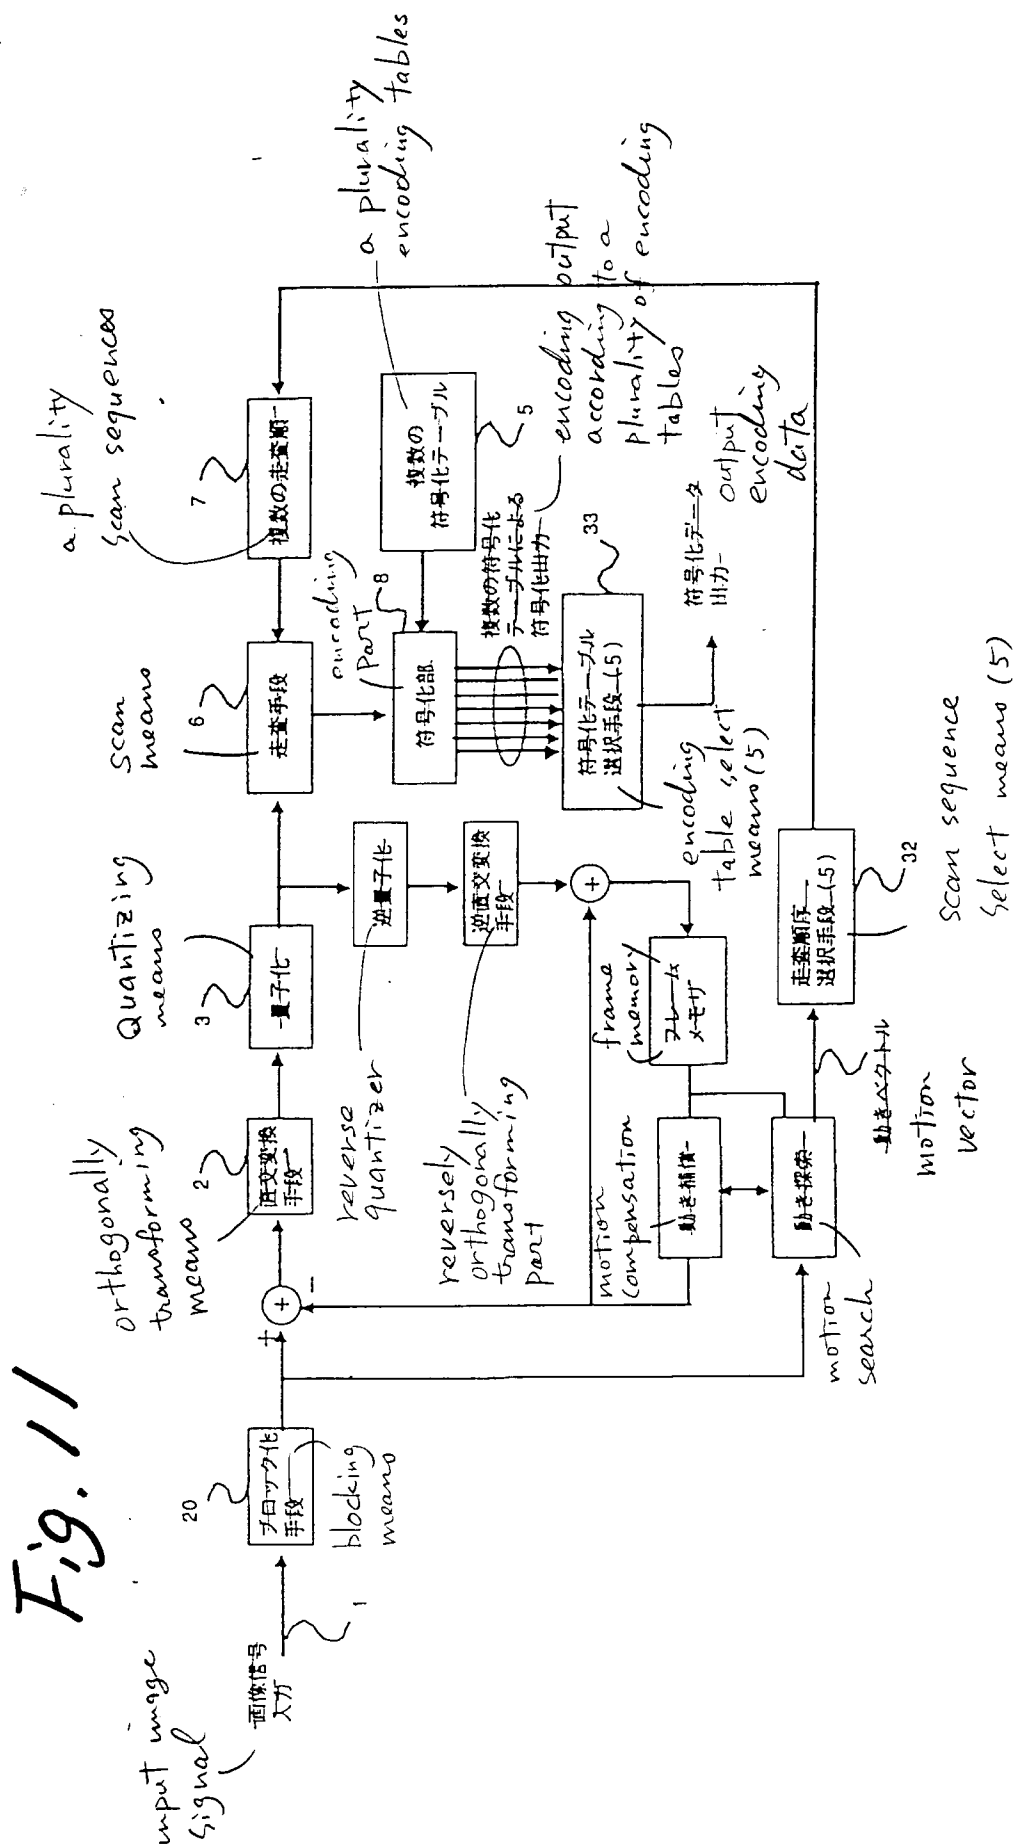 Fig. 11
input image
signal
画像信号
入力
1
20
ブロック化
手段
blocking
means
+
+
−
orthogonally
transforming
means
2
直交変換
手段
Quantizing
means
3
量子化
Scan
means
6
走査手段
a plurality
scan sequences
7
複数の走査順
reverse
quantizer
逆量子化
reversely
orthogonally
transforming
part
逆直交変換
手段
+
encoding
part
8
符号化部
複数の
符号化テーブル
5
a plurality
encoding tables
複数の符号化
テーブルによる
符号化出力
encoding output
according to a
plurality of encoding
tables
符号化テーブル
選択手段(5)
33
encoding
table select
means (5)
符号化データ
出力
output
encoding
data
frame
memory
フレーム
メモリ
motion
compensation
動き補償
動き探索
motion
search
動きベクトル
motion
vector
走査順序
選択手段(5)
32
scan sequence
select means (5)